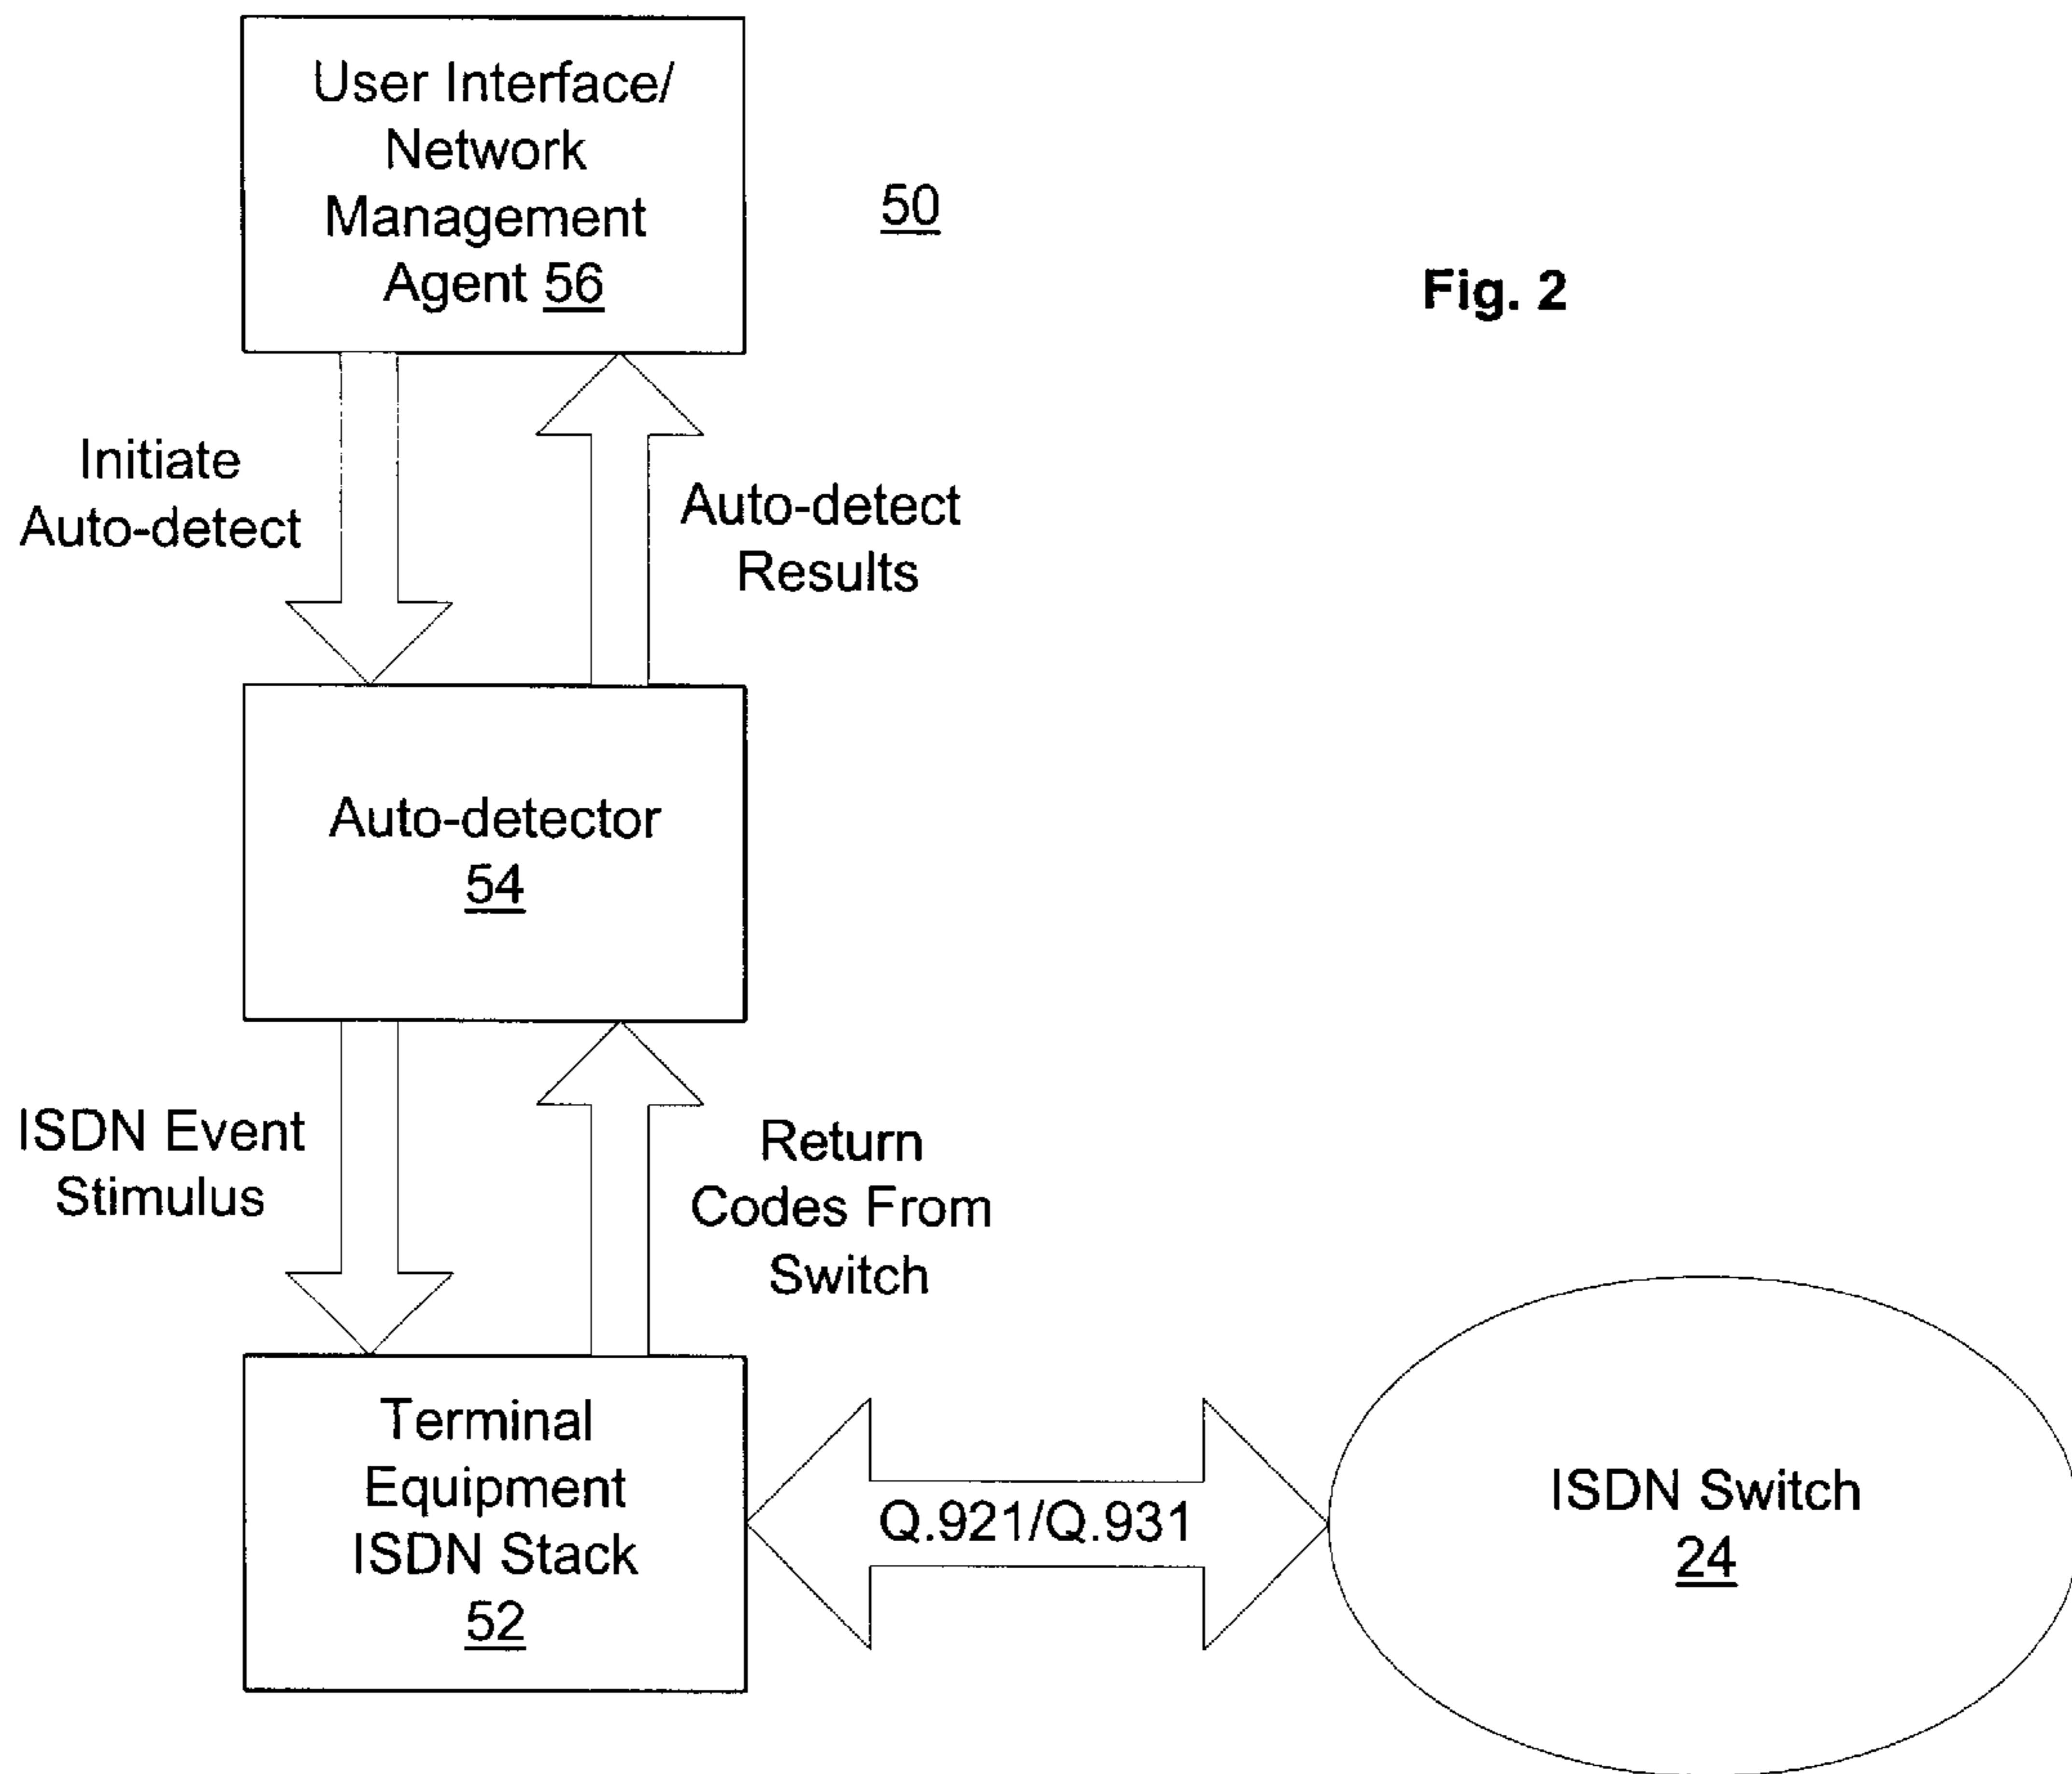 User Interface/
Network
Management
Agent 56
50
Fig. 2
Initiate
Auto-detect
Auto-detect
Results
Auto-detector
54
ISDN Event
Stimulus
Return
Codes From
Switch
Terminal
Equipment
ISDN Stack
52
Q.921/Q.931
ISDN Switch
24